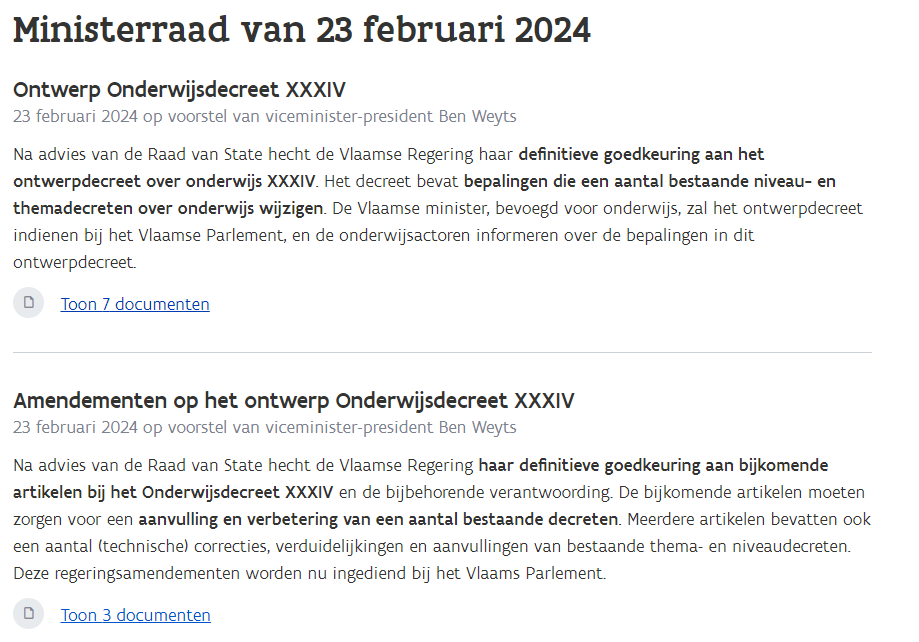 Ministerraad van 23 februari 2024
Ontwerp Onderwijsdecreet XXXIV
23 februari 2024 op voorstel van viceminister-president Ben Weyts
Na advies van de Raad van State hecht de Vlaamse Regering haar definitieve goedkeuring aan het
ontwerpdecreet over onderwijs XXXIV. Het decreet bevat bepalingen die een aantal bestaande niveau- en
themadecreten over onderwijs wijzigen. De Vlaamse minister, bevoegd voor onderwijs, zal het ontwerpdecreet
indienen bij het Vlaamse Parlement, en de onderwijsactoren informeren over de bepalingen in dit
ontwerpdecreet.
Toon 7 documenten
Amendementen op het ontwerp Onderwijsdecreet XXXIV
23 februari 2024 op voorstel van viceminister-president Ben Weyts
Na advies van de Raad van State hecht de Vlaamse Regering haar definitieve goedkeuring aan bijkomende
artikelen bij het Onderwijsdecreet XXXIV en de bijbehorende verantwoording. De bijkomende artikelen moeten
zorgen voor een aanvulling en verbetering van een aantal bestaande decreten. Meerdere artikelen bevatten ook
een aantal (technische) correcties, verduidelijkingen en aanvullingen van bestaande thema- en niveaudecreten.
Deze regeringsamendementen worden nu ingediend bij het Vlaams Parlement.
Toon 3 documenten